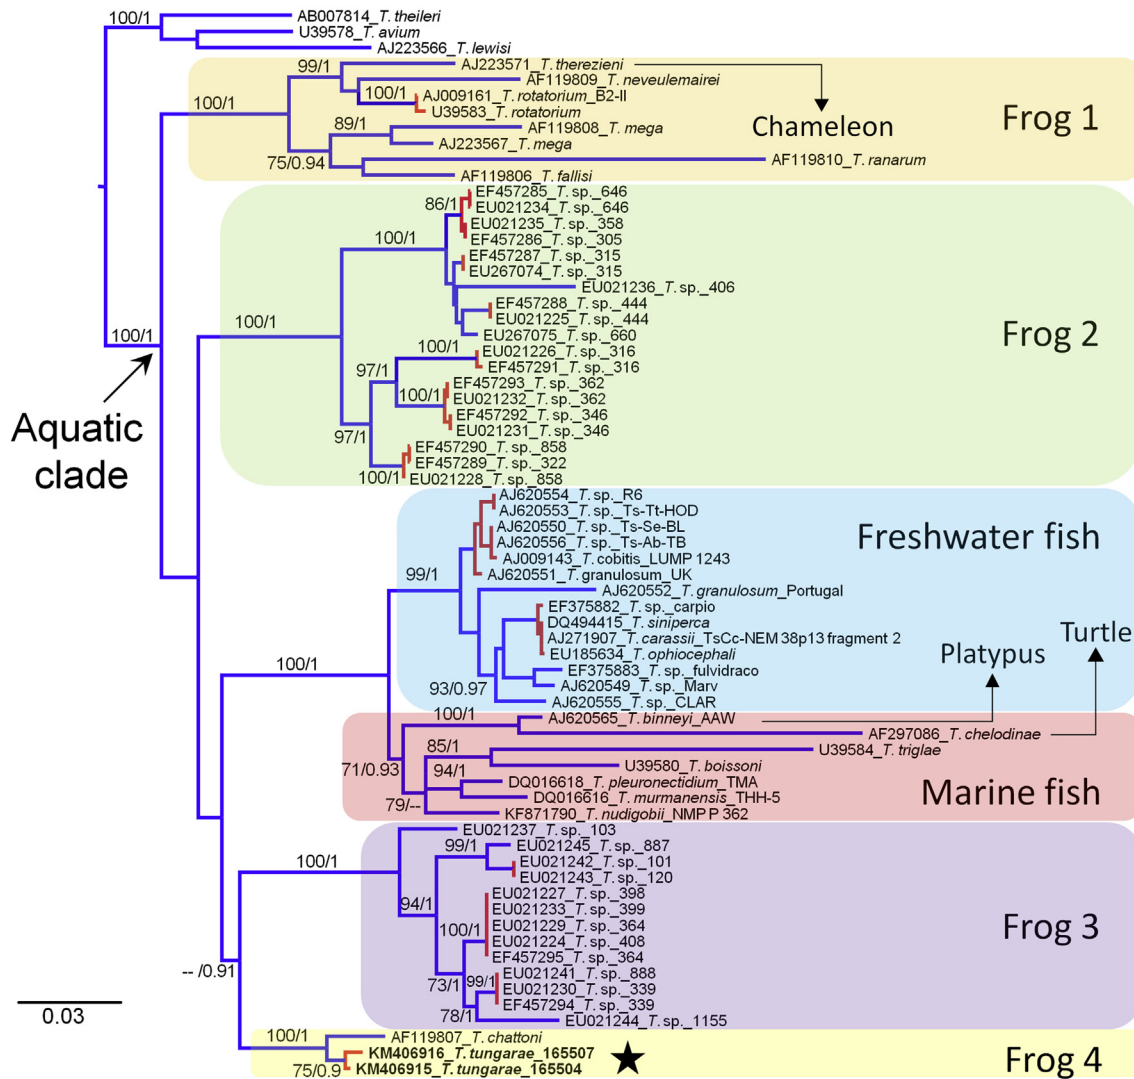 100/1
AB007814_T. theileri
U39578_T. avium
AJ223566_T. lewisi
99/1
AJ223571_T. therezieni
AF119809_T. neveulemairei
100/1
AJ009161_T. rotatorium_B2-II
100/1
U39583_T. rotatorium
Frog 1
89/1
AF119808_T. mega
Chameleon
AJ223567_T. mega
75/0.94
AF119810_T. ranarum
AF119806_T. fallisi
EF457285_T. sp._646
86/1
EU021234_T. sp._646
EU021235_T. sp._358
100/1
EF457286_T. sp._305
EF457287_T. sp._315
EU267074_T. sp._315
EU021236_T. sp._406
EF457288_T. sp._444
100/1
EU021225_T. sp._444
100/1
EU267075_T. sp._660
Frog 2
100/1
EU021226_T. sp._316
97/1
EF457291_T. sp._316
EF457293_T. sp._362
100/1
EU021232_T. sp._362
Aquatic
clade
EF457292_T. sp._346
97/1
EU021231_T. sp._346
EF457290_T. sp._858
EF457289_T. sp._322
100/1
EU021228_T. sp._858
AJ620554_T. sp._R6
AJ620553_T. sp._Ts-Tt-HOD
AJ620550_T. sp._Ts-Se-BL
Freshwater fish
AJ620556_T. sp._Ts-Ab-TB
AJ009143_T. cobitis_LUMP 1243
99/1
AJ620551_T. granulosum_UK
AJ620552_T. granulosum_Portugal
EF375882_T. sp._carpio
DQ494415_T. siniperca
AJ271907_T. carassii_TsCc-NEM 38p13 fragment 2
Turtle
EU185634_T. ophiocephali
Platypus
100/1
EF375883_T. sp._fulvidraco
93/0.97
AJ620549_T. sp._Marv
AJ620555_T. sp._CLAR
100/1
AJ620565_T. binneyi_AAW
AF297086_T. chelodinae
85/1
U39584_T. triglae
71/0.93
U39580_T. boissoni
94/1
DQ016618_T. pleuronectidium_TMA
Marine fish
79/--
DQ016616_T. murmanensis_THH-5
KF871790_T. nudigobii_NMP P 362
EU021237_T. sp._103
99/1
EU021245_T. sp._887
100/1
EU021242_T. sp._101
EU021243_T. sp._120
94/1
EU021227_T. sp._398
EU021233_T. sp._399
100/1
EU021229_T. sp._364
Frog 3
EU021224_T. sp._408
EF457295_T. sp._364
-- /0.91
73/1
99/1
EU021241_T. sp._888
EU021230_T. sp._339
EF457294_T. sp._339
78/1
EU021244_T. sp._1155
0.03
100/1
AF119807_T. chattoni
KM406916_T. tungarae_165507
Frog 4
75/0.9
KM406915_T. tungarae_165504